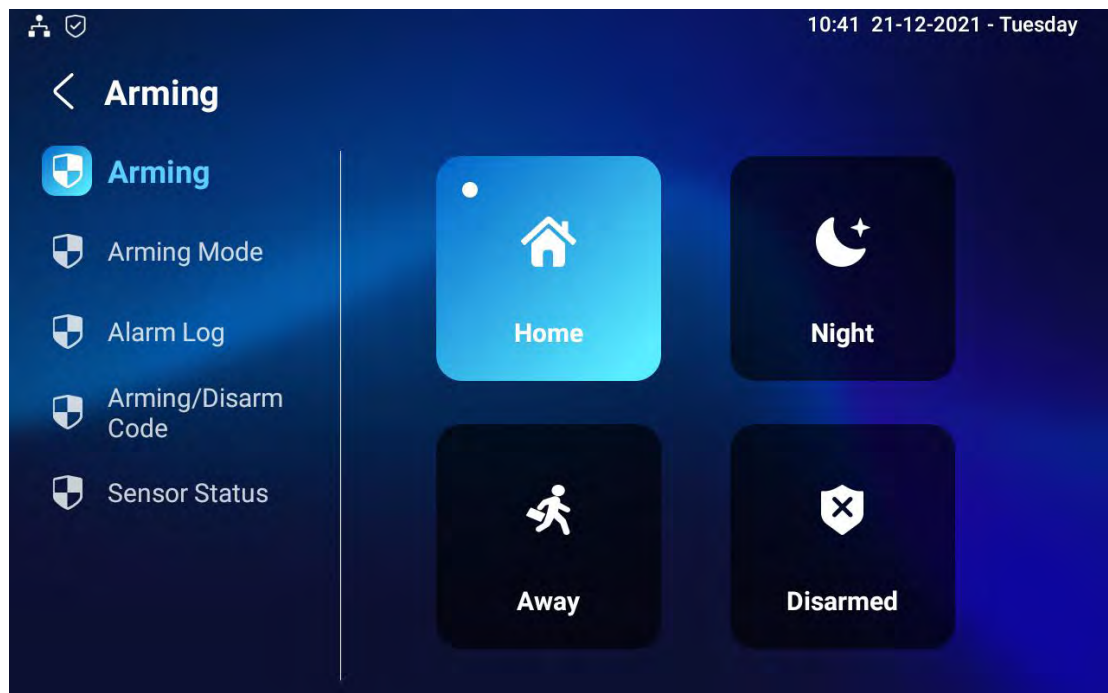 10:41 21-12-2021 - Tuesday
Arming
Arming
Arming Mode
Alarm Log
Arming/Disarm
Code
Sensor Status
Home
Night
Away
Disarmed